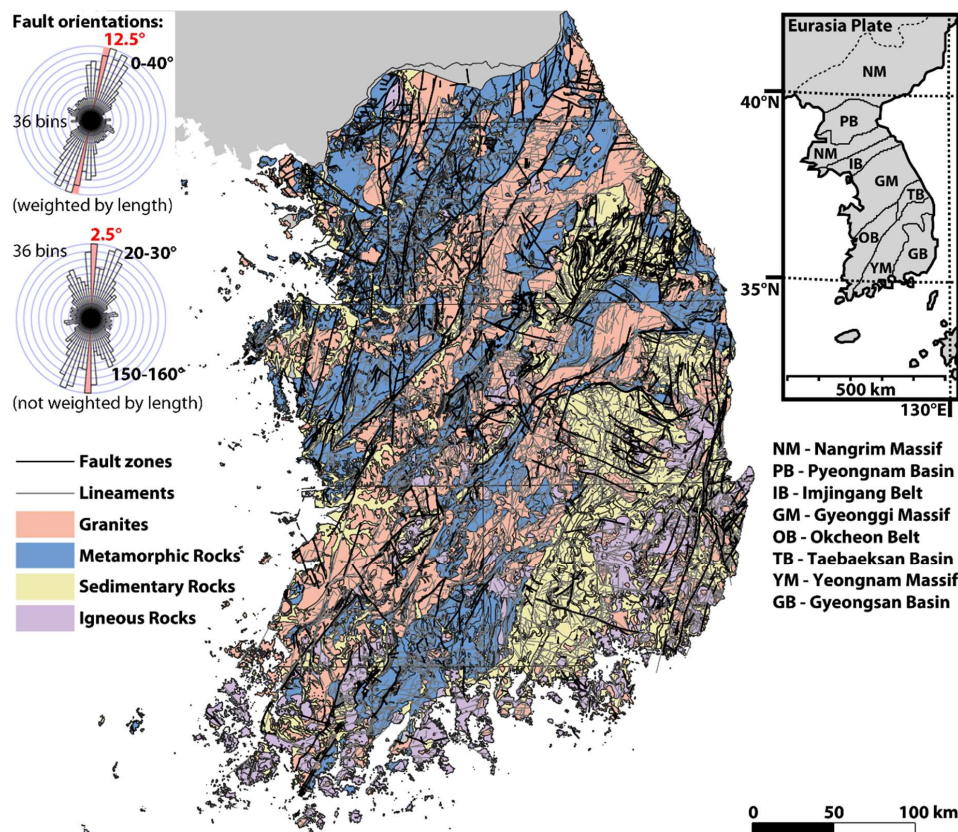 Fault orientations:
12.5°
0-40°
36 bins
(weighted by length)
2.5°
36 bins
20-30°
150-160°
(not weighted by length)
Fault zones
Lineaments
Granites
Metamorphic Rocks
Sedimentary Rocks
Igneous Rocks
Eurasia Plate
NM
40°N
PB
NM
IB
GM
TB
OB
GB
YM
35°N
500 km
130°E
NM - Nangrim Massif
PB - Pyeongnam Basin
IB - Imjingang Belt
GM - Gyeonggi Massif
OB - Okcheon Belt
TB - Taebaeksan Basin
YM - Yeongnam Massif
GB - Gyeongsan Basin
0 50 100 km